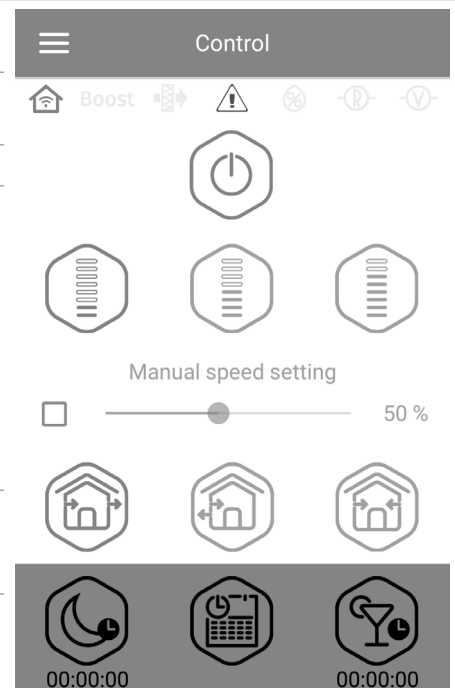 Control
Boost % R V
Manual speed setting
50 %
00:00:00 00:00:00